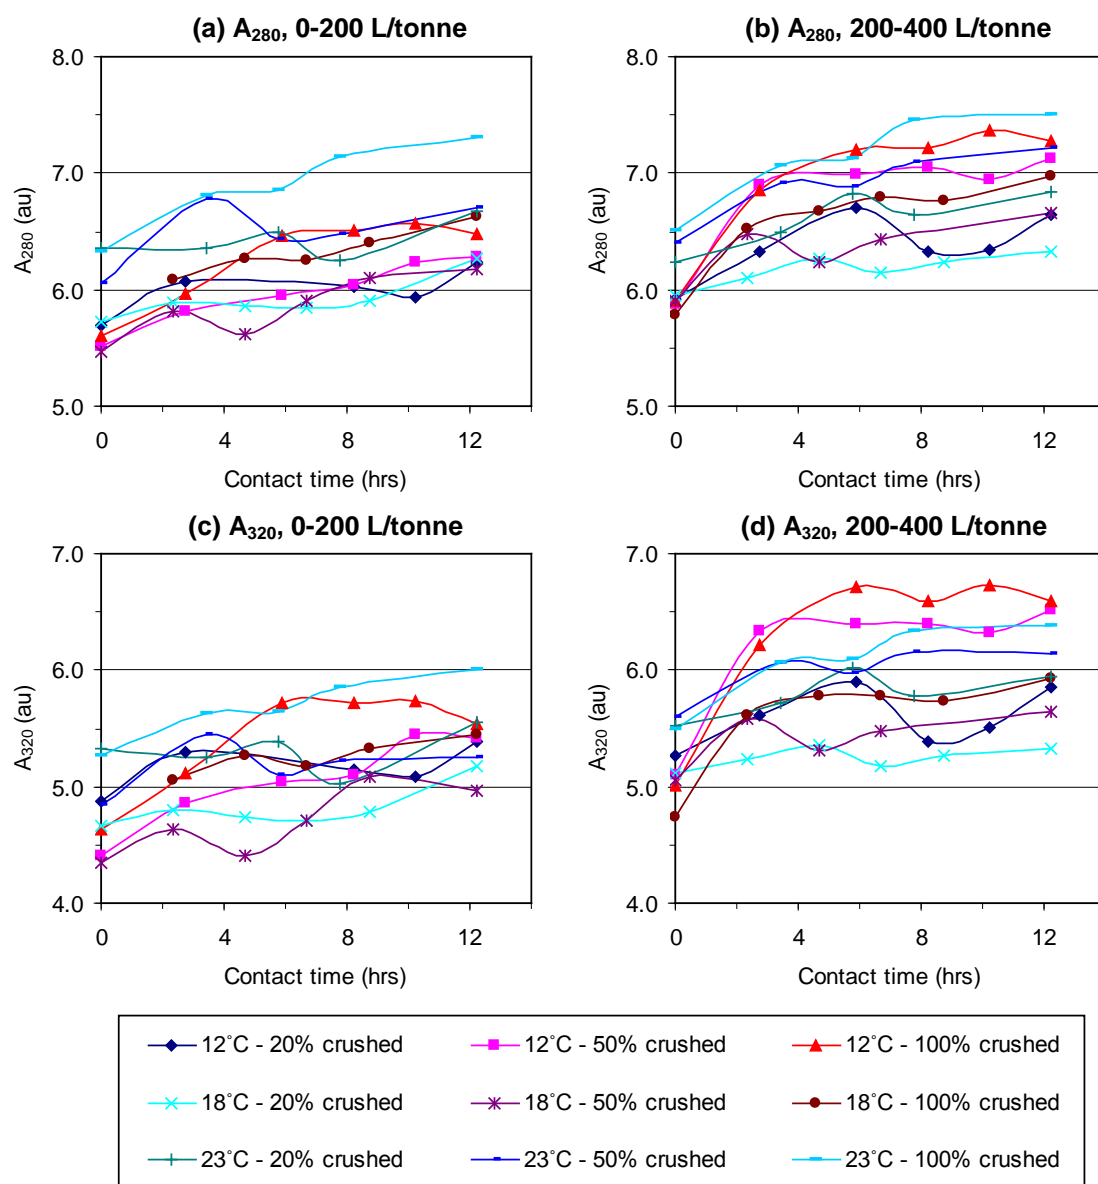 (a) A₂₈₀, 0-200 L/tonne
8.0
7.0
6.0
5.0
A₂₈₀ (au)
0 4 8 12
Contact time (hrs)
(b) A₂₈₀, 200-400 L/tonne
8.0
7.0
6.0
5.0
A₂₈₀ (au)
0 4 8 12
Contact time (hrs)
(c) A₃₂₀, 0-200 L/tonne
7.0
6.0
5.0
4.0
A₃₂₀ (au)
0 4 8 12
Contact time (hrs)
(d) A₃₂₀, 200-400 L/tonne
7.0
6.0
5.0
4.0
A₃₂₀ (au)
0 4 8 12
Contact time (hrs)
12˚C - 20% crushed 12˚C - 50% crushed 12˚C - 100% crushed
18˚C - 20% crushed 18˚C - 50% crushed 18˚C - 100% crushed
23˚C - 20% crushed 23˚C - 50% crushed 23˚C - 100% crushed